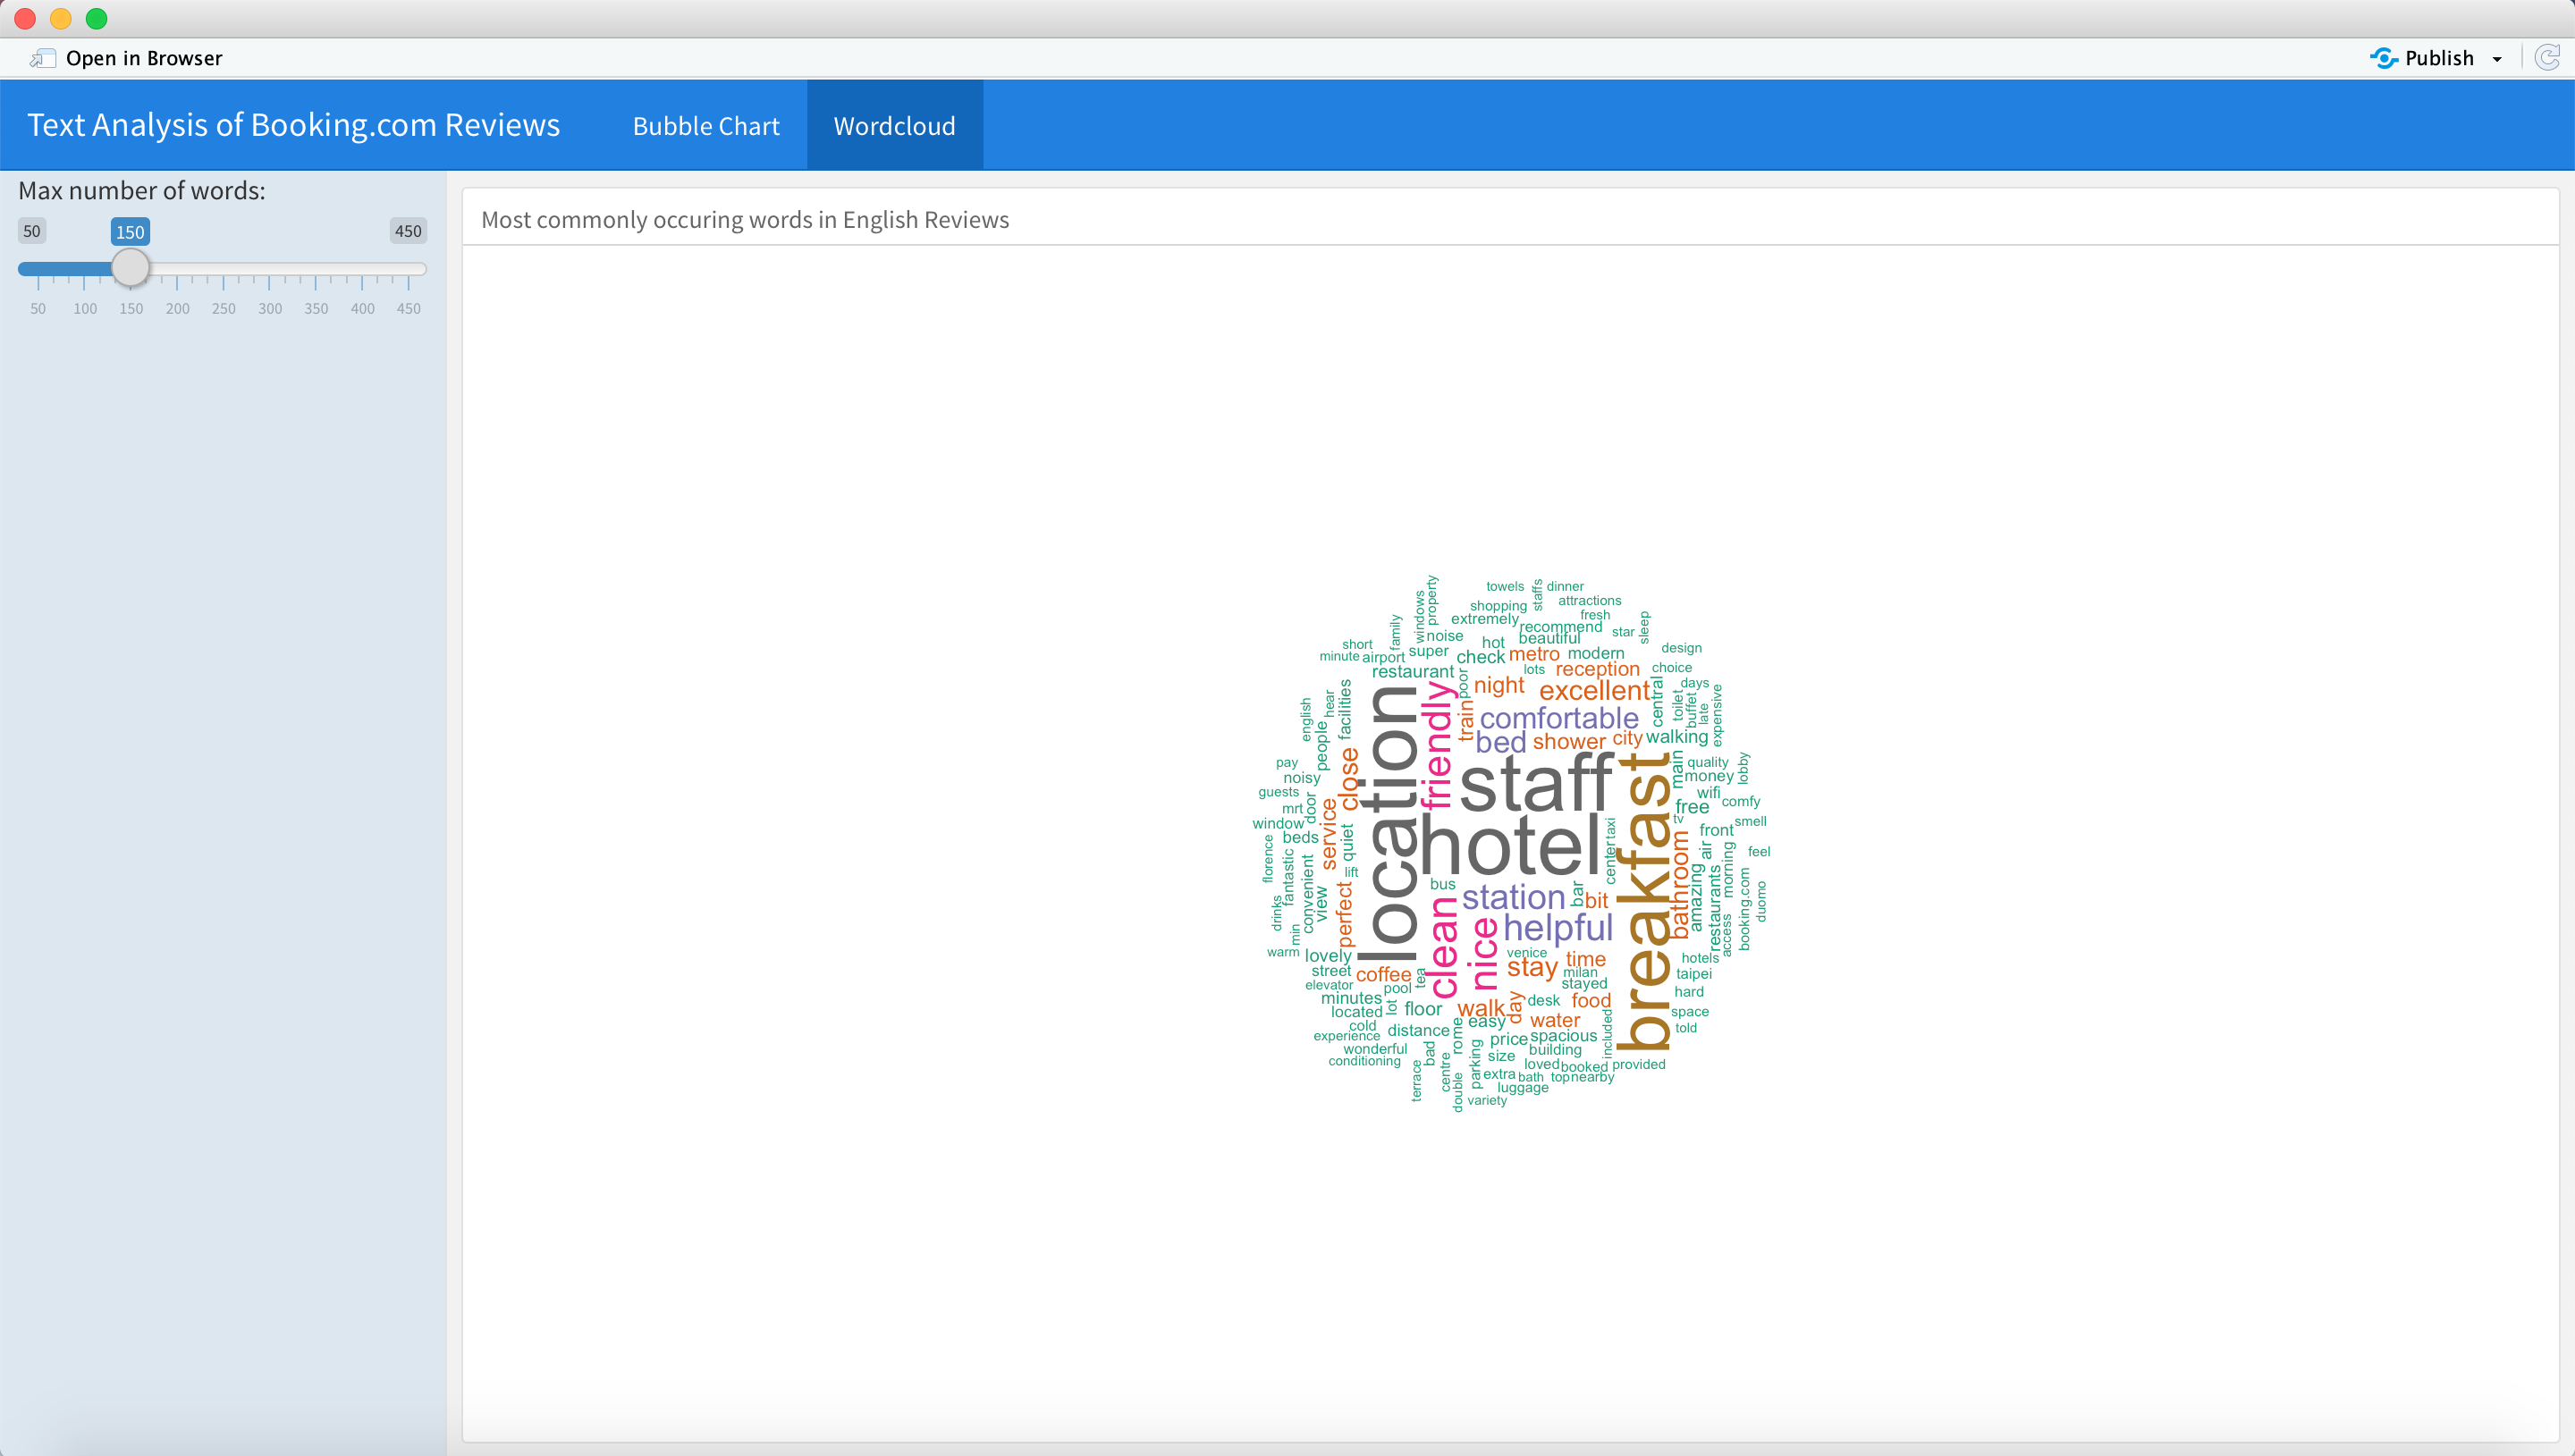 Open in Browser
Publish
Text Analysis of Booking.com Reviews
Bubble Chart
Wordcloud
Max number of words:
50
150
450
50 100 150 200 250 300 350 400 450
Most commonly occuring words in English Reviews
property
windows
family
towels
staffs
dinner
shopping
attractions
extremely
fresh
recommend
star
sleep
noise
hot
beautiful
short
minute
airport
super
check
metro
modern
design
restaurant
poor
lots
reception
choice
night
excellent
central
days
toilet
buffet
late
expensive
english
hear
facilities
people
location
friendly
train
comfortable
bed
shower
city
walking
pay
noisy
close
staff
breakfast
main
quality
money
lobby
guests
door
mrt
wifi
free
comfy
window
beds
service
quiet
hotel
taxi
center
tv
front
smell
florence
fantastic
convenient
lift
bathroom
air
morning
feel
amazing
restaurants
booking.com
duomo
access
drinks
view
min
perfect
bus
station
bar
bit
clean
nice
helpful
warm
lovely
venice
stay
time
hotels
street
coffee
tea
milan
taipei
elevator
pool
stayed
hard
minutes
lot
day
desk
food
located
floor
walk
easy
water
space
told
cold
distance
rome
experience
price
spacious
included
wonderful
bad
parking
size
building
conditioning
centre
loved
booked
provided
terrace
double
extra
bath
top
nearby
luggage
variety